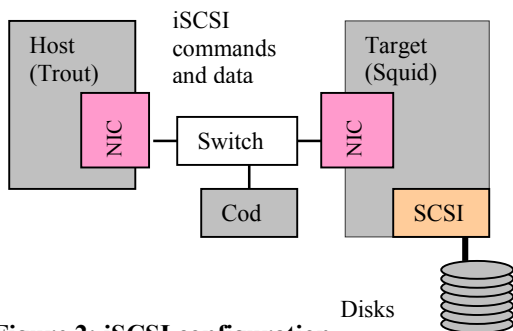 Host
(Trout)
iSCSI
commands
and data
Target
(Squid)
NIC
Switch
NIC
Cod
SCSI
Disks
Figure 2: iSCSI configuration